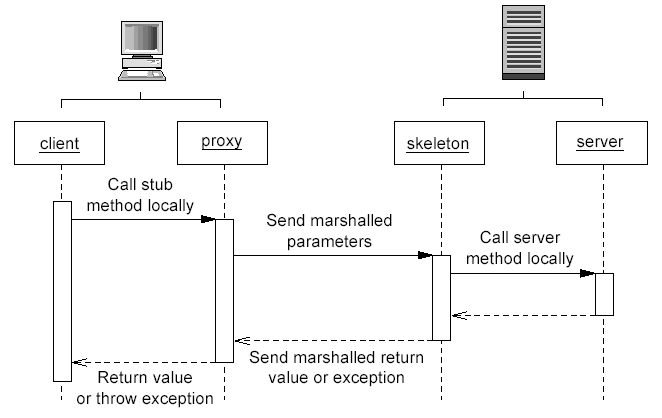 client
proxy
skeleton
server
Call stub
method locally
Send marshalled
parameters
Call server
method locally
Send marshalled return
value or exception
Return value
or throw exception